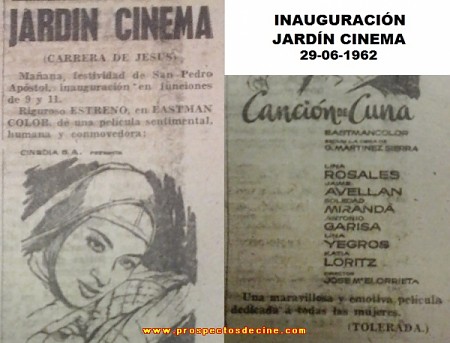 JARDIN CINEMA
(CARRERA DE JESUS)
Mañana, festividad de San Pedro
Apóstol, inauguración en funciones
de 9 y 11.
Riguroso ESTRENO, en EASTMAN
COLOR, de una película sentimental,
humana y conmovedora:
CINEDIA S.A. PRESENTA
INAUGURACIÓN
JARDÍN CINEMA
29-06-1962
Canción de Cuna
EASTMANCOLOR
G. MARTINEZ SIERRA
LINA
ROSALES
JAIME
AVELLAN
SOLEDAD
MIRANDA
ANTONIO
GARISA
LINA
YEGROS
KATIA
LORITZ
DIRECTOR
JOSE Mª ELORRIETA
Una maravillosa y emotiva película
dedicada a todas las mujeres.
(TOLERADA.)
www.prospectosdecine.com